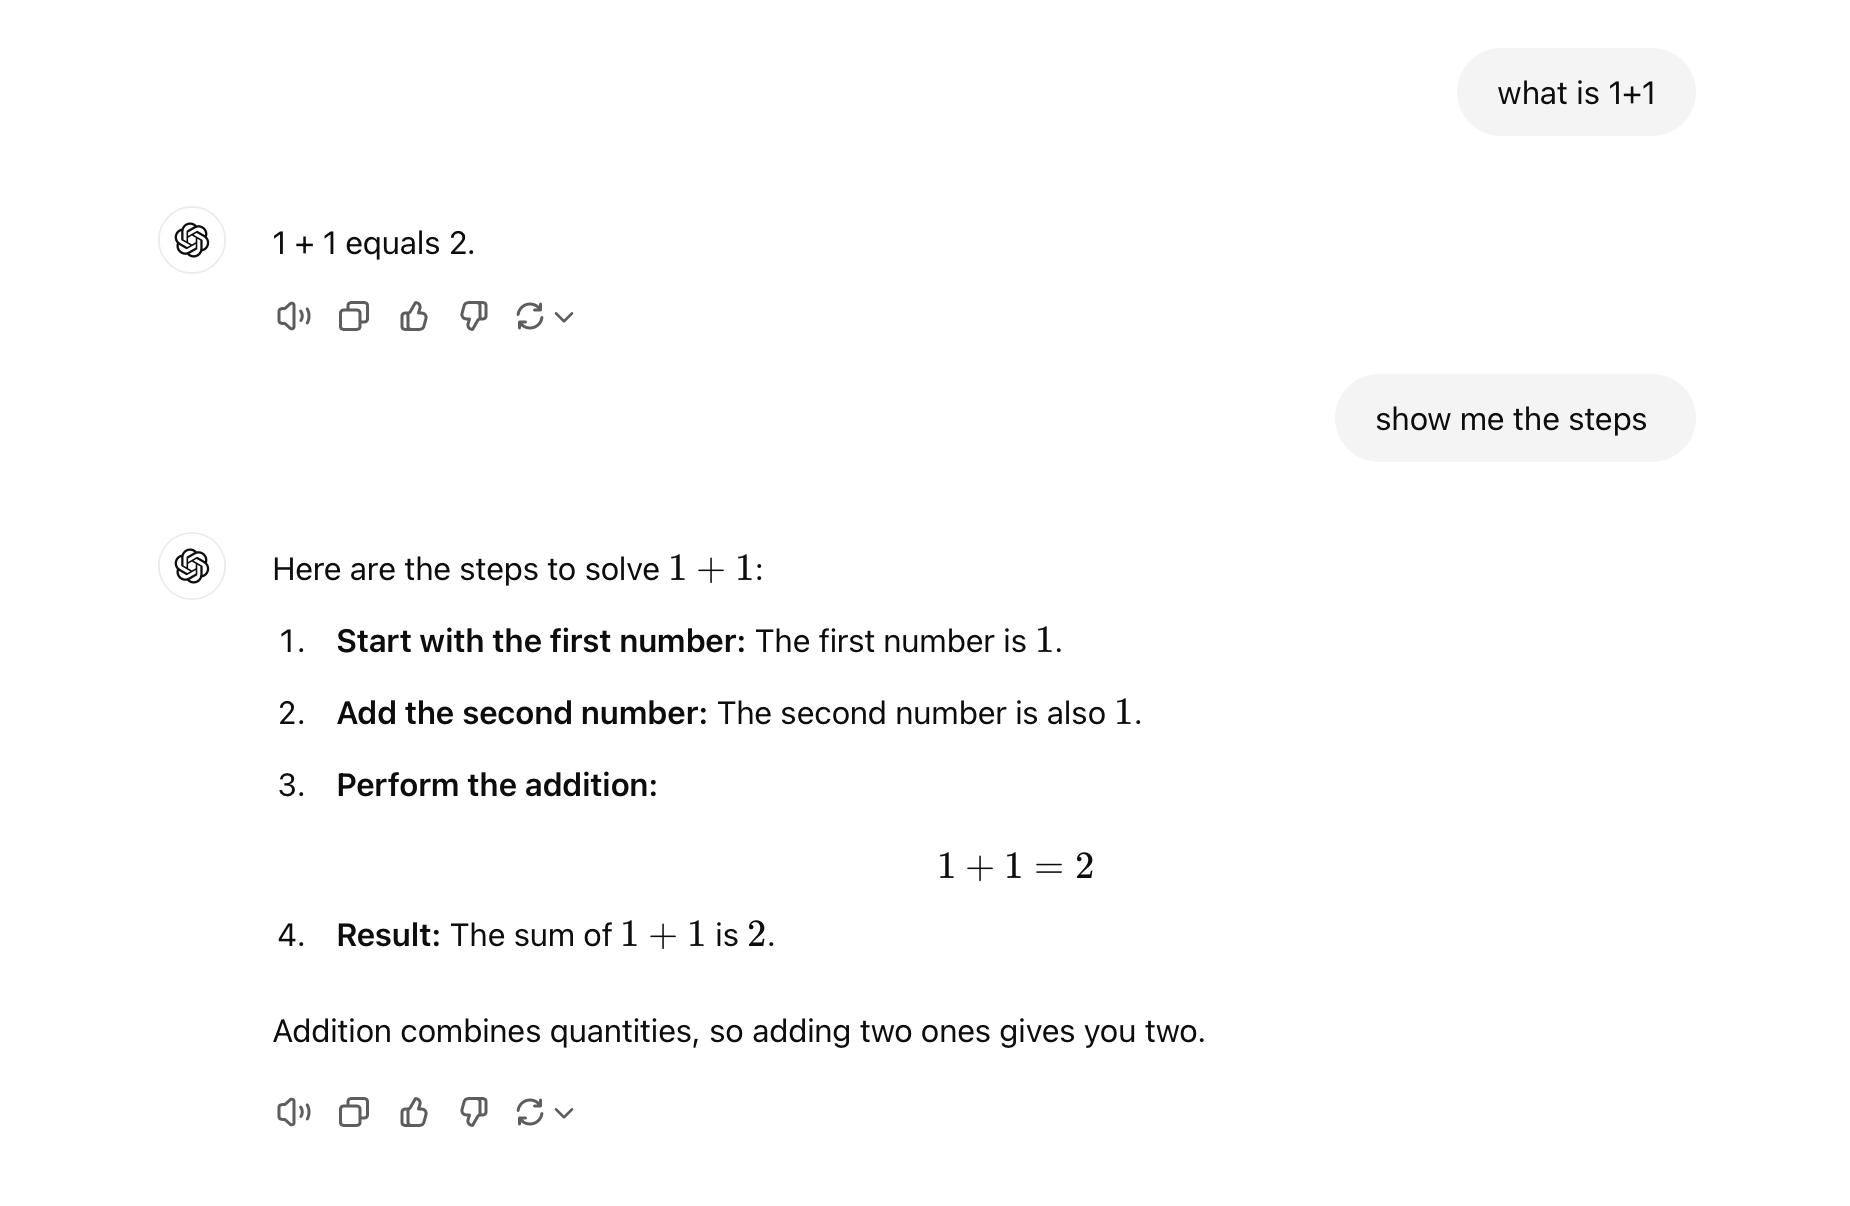 what is 1+1
1 + 1 equals 2.
show me the steps
Here are the steps to solve 1 + 1:
1. Start with the first number: The first number is 1.
2. Add the second number: The second number is also 1.
3. Perform the addition:
1 + 1 = 2
4. Result: The sum of 1 + 1 is 2.
Addition combines quantities, so adding two ones gives you two.